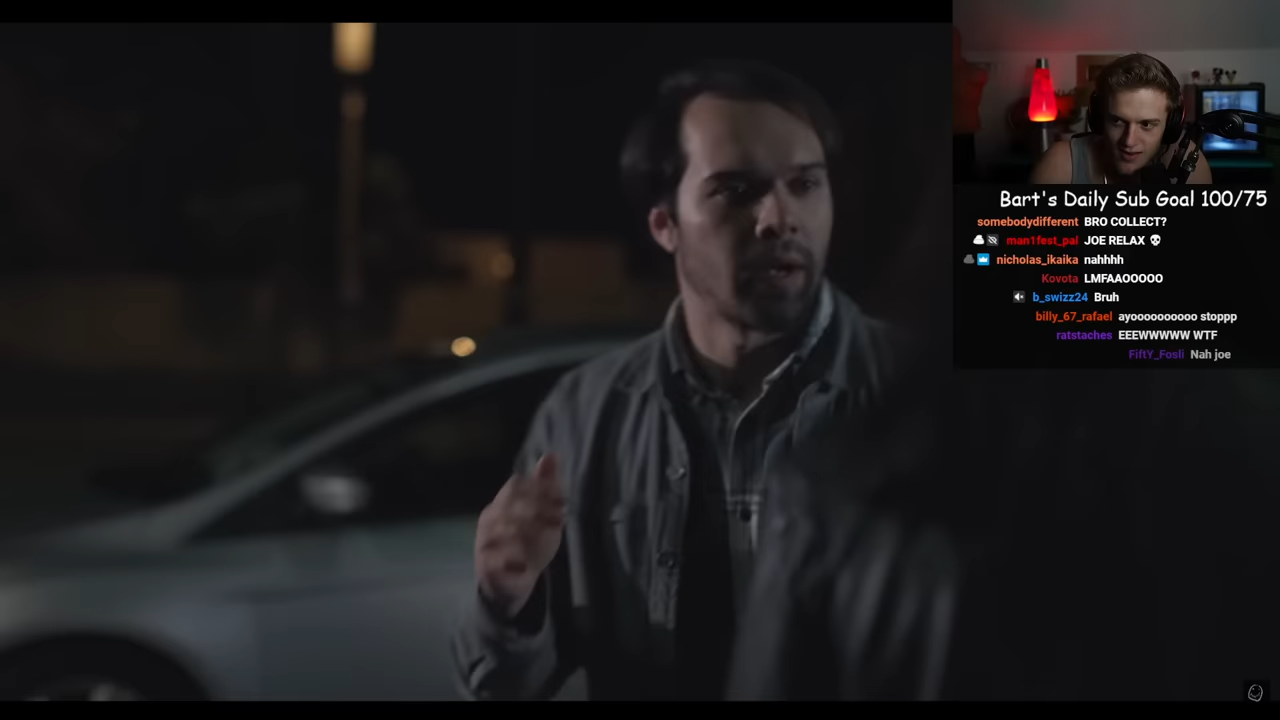 Bart's Daily Sub Goal 100/75
somebodydifferent BRO COLLECT?
man1fest_pal JOE RELAX 💀
nicholas_ikaika nahhhh
Kovota LMFAAOOOOO
b_swizz24 Bruh
billy_67_rafael ayoooooooooo stoppp
ratstaches EEEWWWWW WTF
FiftY_Fosli Nah joe